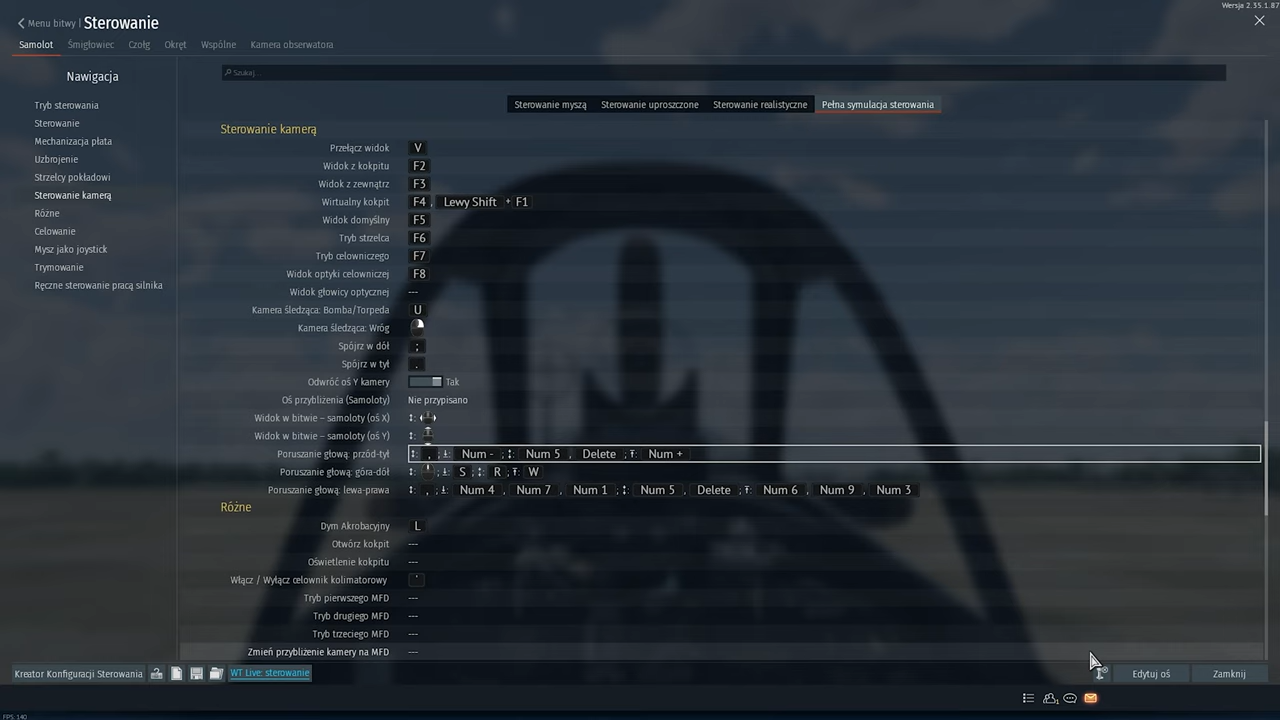 Wersja 2.35.1.87
Menu bitwy | Sterowanie
Samolot Śmigłowiec Czołg Okręt Wspólne Kamera obserwatora
Nawigacja
Tryb sterowania
Sterowanie
Mechanizacja płata
Uzbrojenie
Strzelcy pokładowi
Sterowanie kamerą
Różne
Celowanie
Mysz jako joystick
Trymowanie
Ręczne sterowanie pracą silnika
Szukaj...
Sterowanie myszą Sterowanie uproszczone Sterowanie realistyczne Pełna symulacja sterowania
Sterowanie kamerą
Przełącz widok V
Widok z kokpitu F2
Widok z zewnątrz F3
Wirtualny kokpit F4 , Lewy Shift + F1
Widok domyślny F5
Tryb strzelca F6
Tryb celowniczego F7
Widok optyki celowniczej F8
Widok głowicy optycznej ---
Kamera śledząca: Bomba/Torpeda U
Kamera śledząca: Wróg
Spójrz w dół ;
Spójrz w tył .
Odwróć oś Y kamery Tak
Oś przybliżenia (Samoloty) Nie przypisano
Widok w bitwie – samoloty (oś X) :
Widok w bitwie – samoloty (oś Y) :
Poruszanie głową: przód-tył : , ; : Num - ; : Num 5 , Delete ; : Num +
Poruszanie głową: góra-dół : ; : S ; : R ; : W
Poruszanie głową: lewa-prawa : , ; : Num 4 , Num 7 , Num 1 ; : Num 5 , Delete ; : Num 6 , Num 9 , Num 3
Różne
Dym Akrobacyjny L
Otwórz kokpit ---
Oświetlenie kokpitu ---
Włącz / Wyłącz celownik kolimatorowy '
Tryb pierwszego MFD ---
Tryb drugiego MFD ---
Tryb trzeciego MFD ---
Zmień przybliżenie kamery na MFD ---
Kreator Konfiguracji Sterowania WT Live: sterowanie Edytuj oś Zamknij
1
FPS: 140